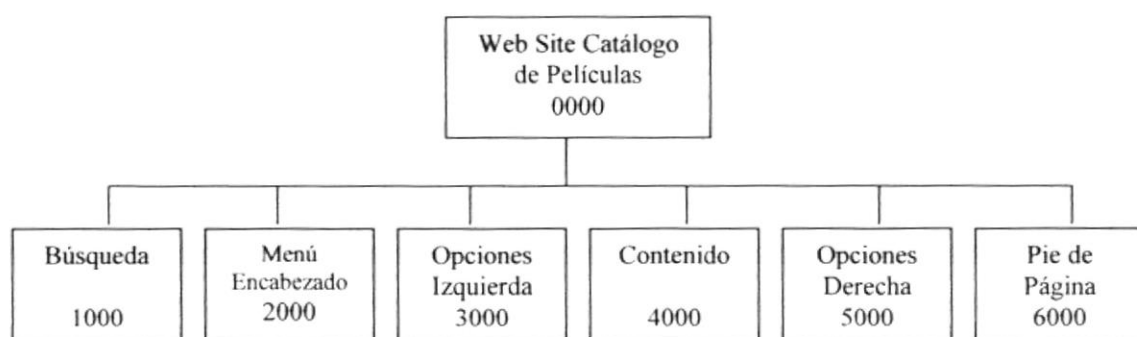 Web Site Catálogo
de Películas
0000
Búsqueda
1000
Menú
Encabezado
2000
Opciones
Izquierda
3000
Contenido
4000
Opciones
Derecha
5000
Pie de
Página
6000